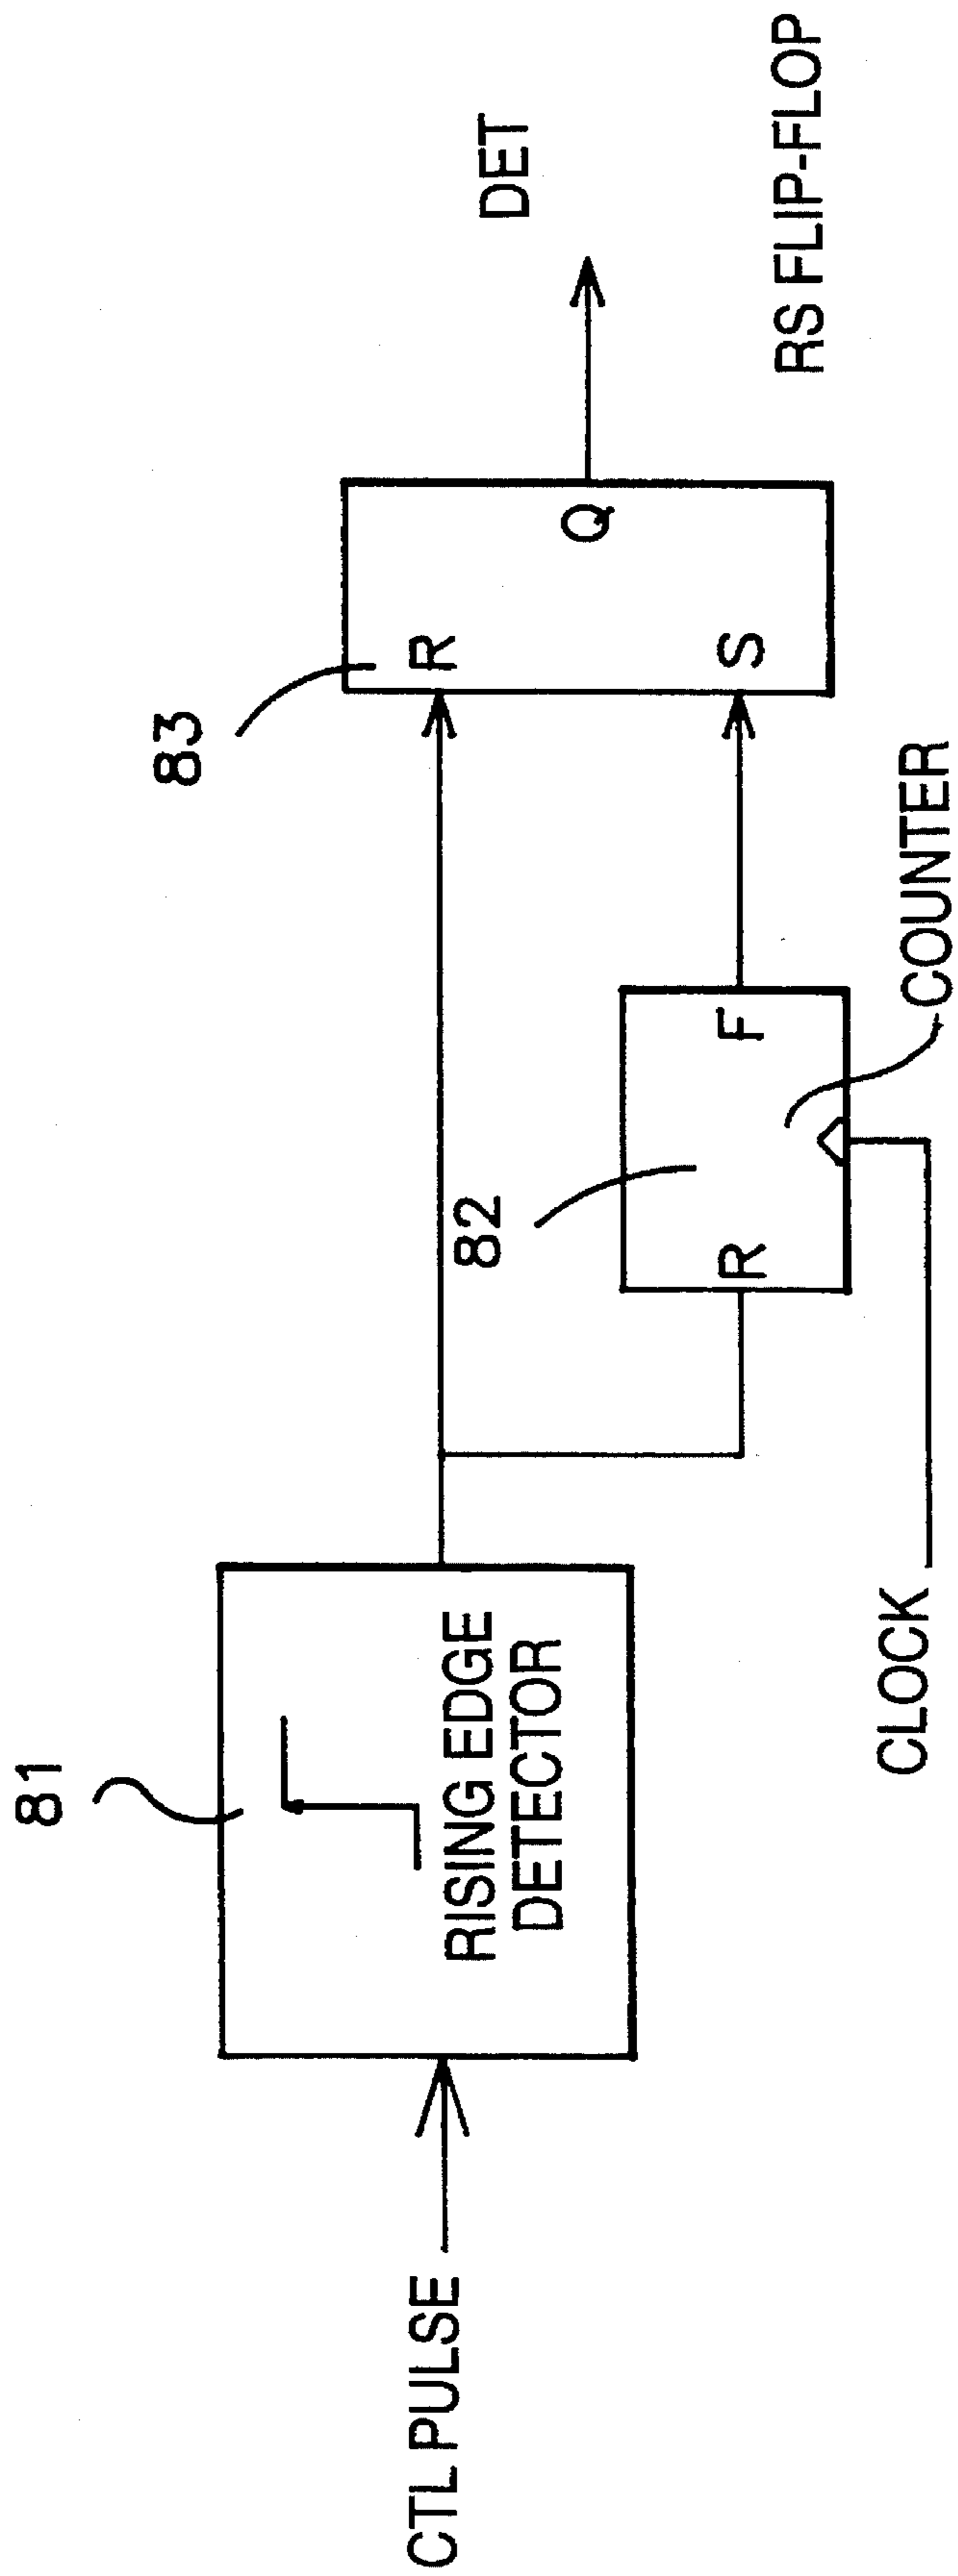 CTL PULSE
81
RISING EDGE
DETECTOR
CLOCK
82
R
F
COUNTER
83
R
S
Q
DET
RS FLIP-FLOP